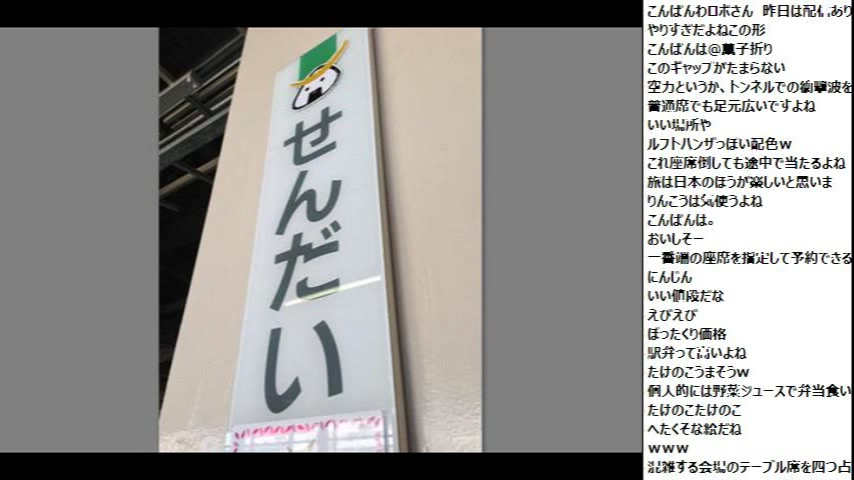 せんだい
こんばんわロボさん　昨日は配信あり
やりすぎだよねこの形
こんばんは＠菓子折り
このギャップがたまらない
空力というか、トンネルでの衝撃波を
普通席でも足元広いですよね
いい場所や
ルフトハンザっぽい配色w
これ座席倒しても途中で当たるよね
旅は日本のほうが楽しいと思いま
りんこうは気使うよね
こんばんは。
おいしそー
一番端の座席を指定して予約できる
にんじん
いい値段だな
えびえび
ぼったくり価格
駅弁って高いよね
たけのこうまそうw
個人的には野菜ジュースで弁当食い
たけのこたけのこ
へたくそな絵だね
www
混雑する会場のテーブル席を四つ占